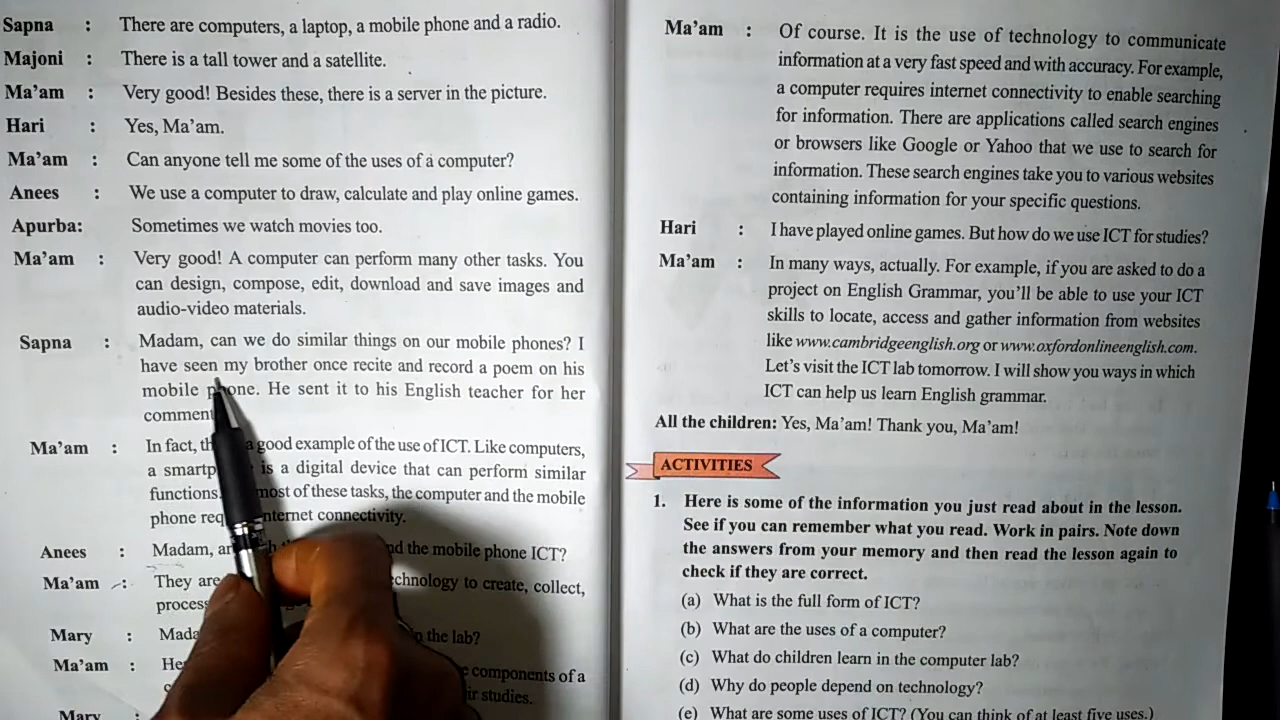 Sapna : There are computers, a laptop, a mobile phone and a radio.
Majoni : There is a tall tower and a satellite.
Ma'am : Very good! Besides these, there is a server in the picture.
Hari : Yes, Ma'am.
Ma'am : Can anyone tell me some of the uses of a computer?
Anees : We use a computer to draw, calculate and play online games.
Apurba: Sometimes we watch movies too.
Ma'am : Very good! A computer can perform many other tasks. You
can design, compose, edit, download and save images and
audio-video materials.
Sapna : Madam, can we do similar things on our mobile phones? I
have seen my brother once recite and record a poem on his
mobile phone. He sent it to his English teacher for her
comment
Ma'am : In fact, a good example of the use of ICT. Like computers,
a is a digital device that can perform similar
functions. most of these tasks, the computer and the mobile
phone internet connectivity.
Anees : Madam, and the mobile phone ICT?
Ma'am : They are technology to create, collect,
process
Mary : the lab?
Ma'am : components of a
studies.
Mary :
Ma'am : Of course. It is the use of technology to communicate
information at a very fast speed and with accuracy. For example,
a computer requires internet connectivity to enable searching
for information. There are applications called search engines
or browsers like Google or Yahoo that we use to search for
information. These search engines take you to various websites
containing information for your specific questions.
Hari : I have played online games. But how do we use ICT for studies?
Ma'am : In many ways, actually. For example, if you are asked to do a
project on English Grammar, you'll be able to use your ICT
skills to locate, access and gather information from websites
like www.cambridgeenglish.org or www.oxfordonlineenglish.com.
Let's visit the ICT lab tomorrow. I will show you ways in which
ICT can help us learn English grammar.
All the children: Yes, Ma'am! Thank you, Ma'am!
ACTIVITIES
1. Here is some of the information you just read about in the lesson.
See if you can remember what you read. Work in pairs. Note down
the answers from your memory and then read the lesson again to
check if they are correct.
(a) What is the full form of ICT?
(b) What are the uses of a computer?
(c) What do children learn in the computer lab?
(d) Why do people depend on technology?
(e) What are some uses of ICT? (You can think of at least five uses.)